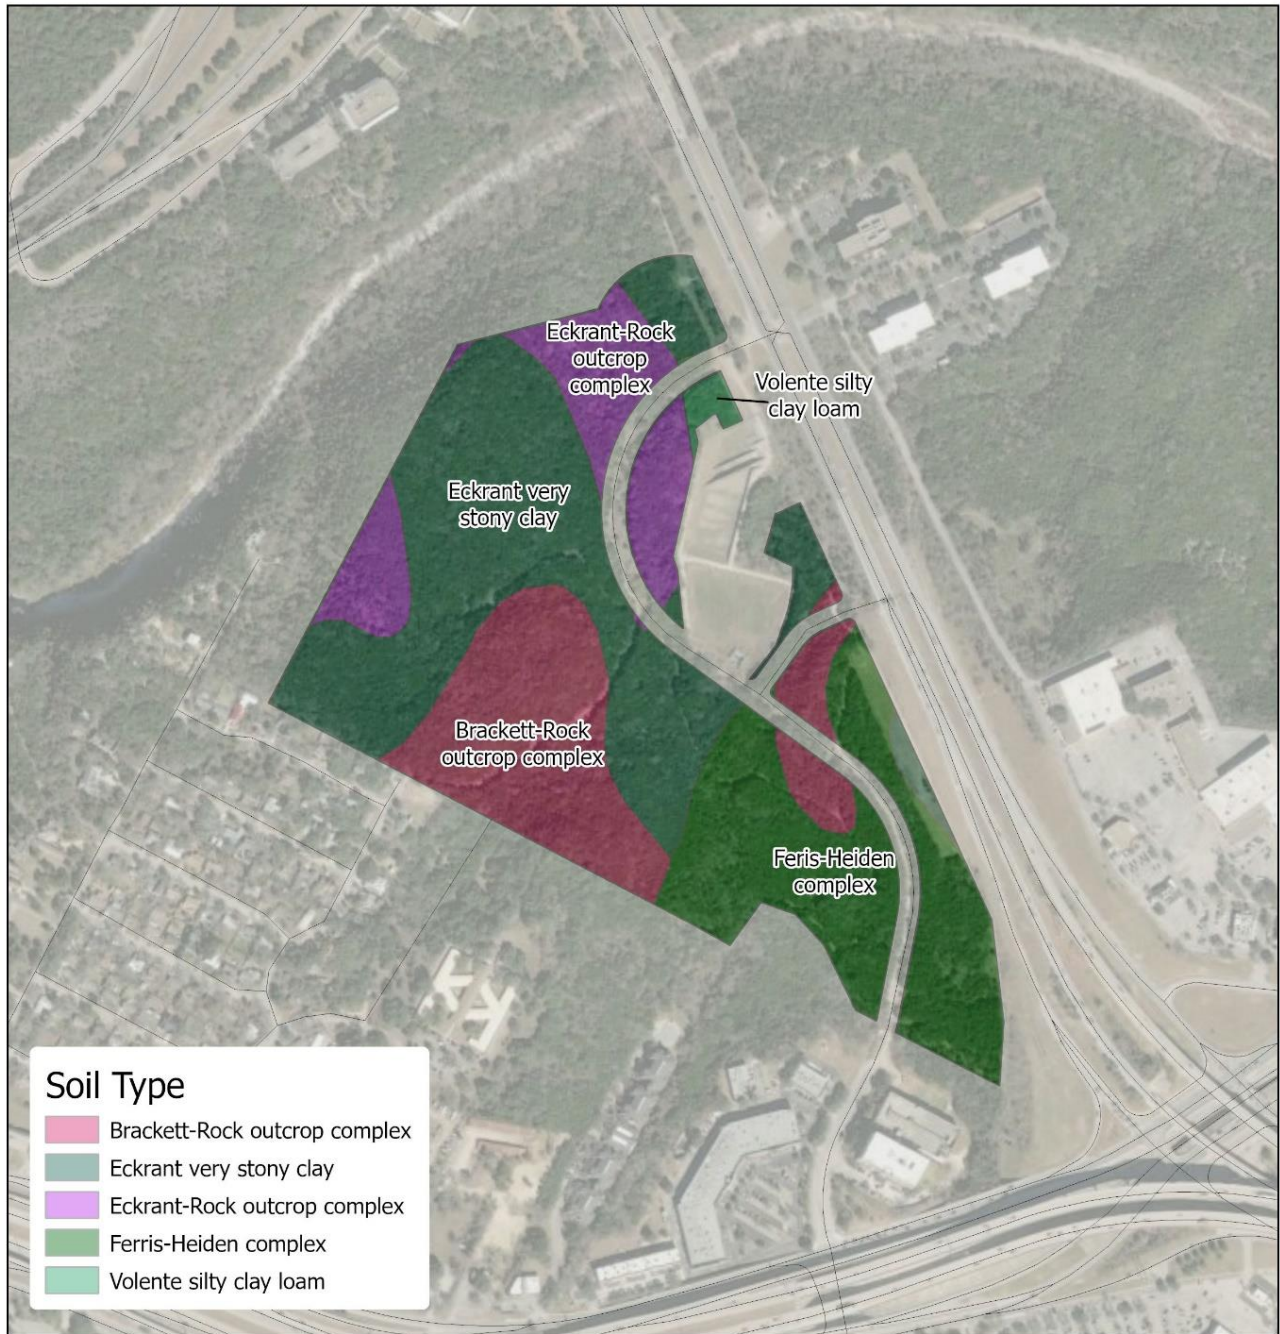 Eckrant-Rock
outcrop
complex
Volente silty
clay loam
Eckrant very
stony clay
Brackett-Rock
outcrop complex
Feris-Heiden
complex
Soil Type
Brackett-Rock outcrop complex
Eckrant very stony clay
Eckrant-Rock outcrop complex
Ferris-Heiden complex
Volente silty clay loam